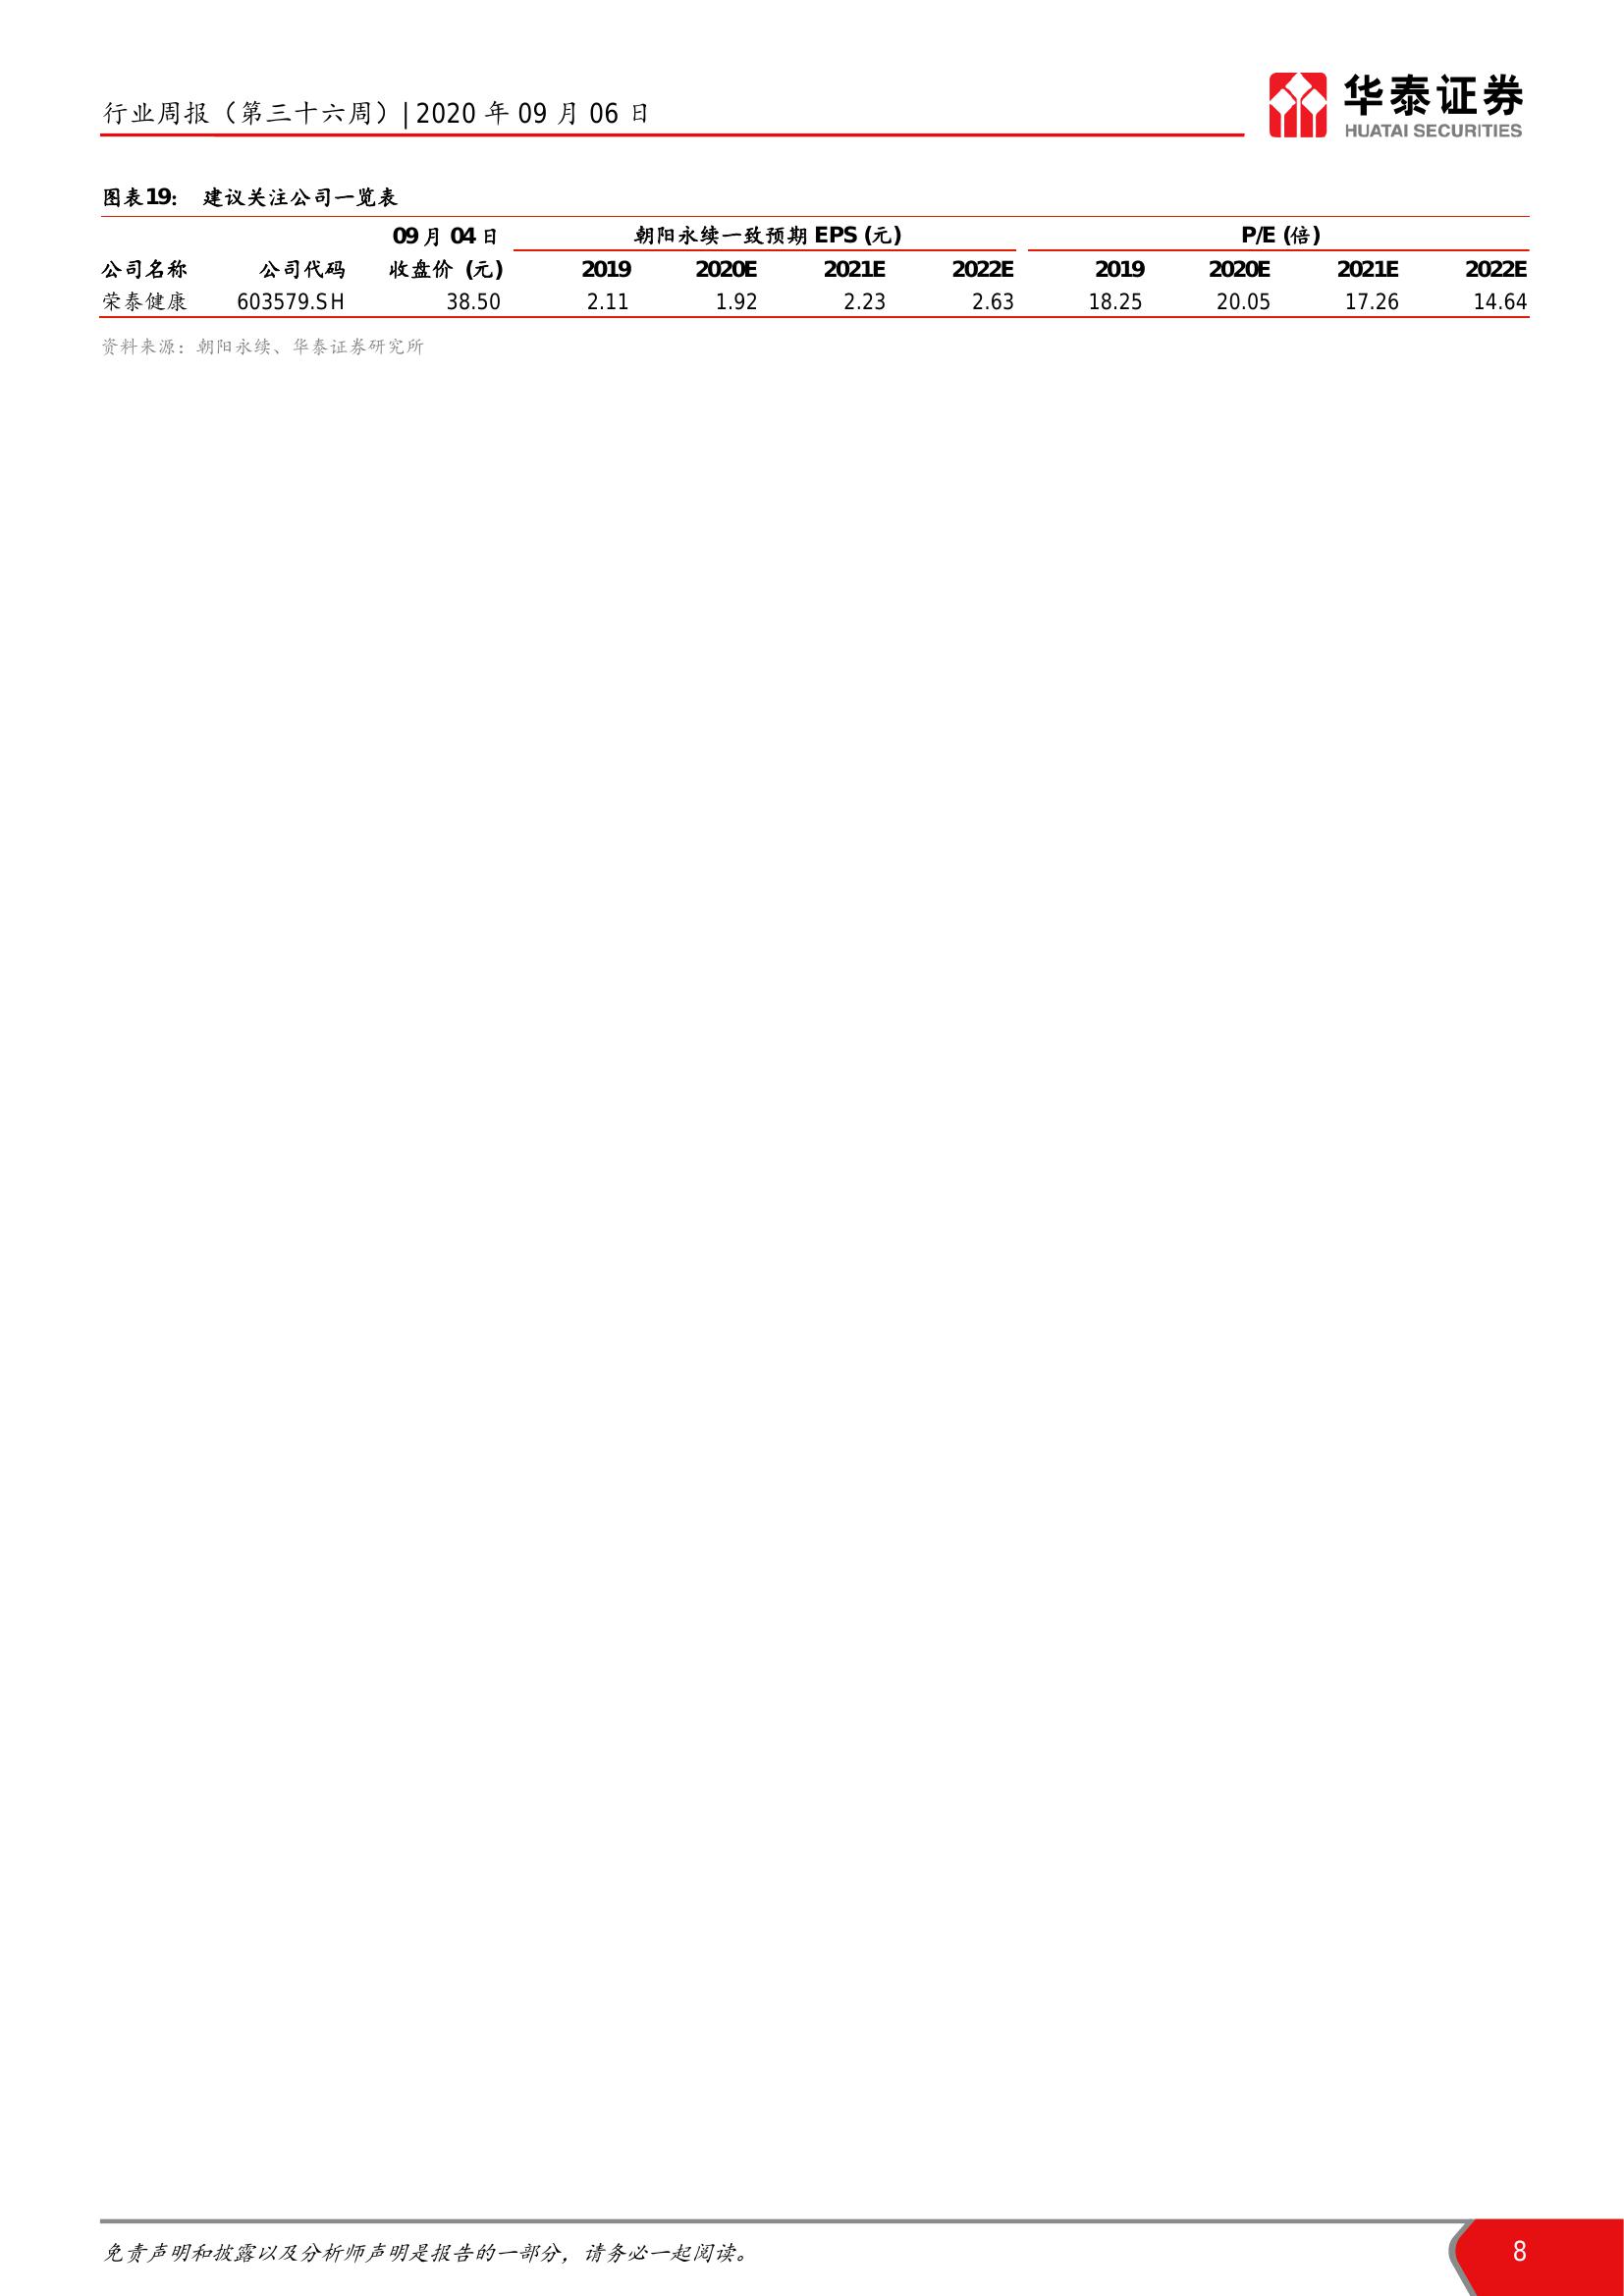 行业周报（第三十六周）| 2020 年 09 月 06 日
华泰证券
HUATAI SECURITIES
图表19： 建议关注公司一览表
09 月 04 日 朝阳永续一致预期 EPS (元) P/E (倍)
公司名称 公司代码 收盘价 (元) 2019 2020E 2021E 2022E 2019 2020E 2021E 2022E
荣泰健康 603579.SH 38.50 2.11 1.92 2.23 2.63 18.25 20.05 17.26 14.64
资料来源：朝阳永续、华泰证券研究所
免责声明和披露以及分析师声明是报告的一部分，请务必一起阅读。
8